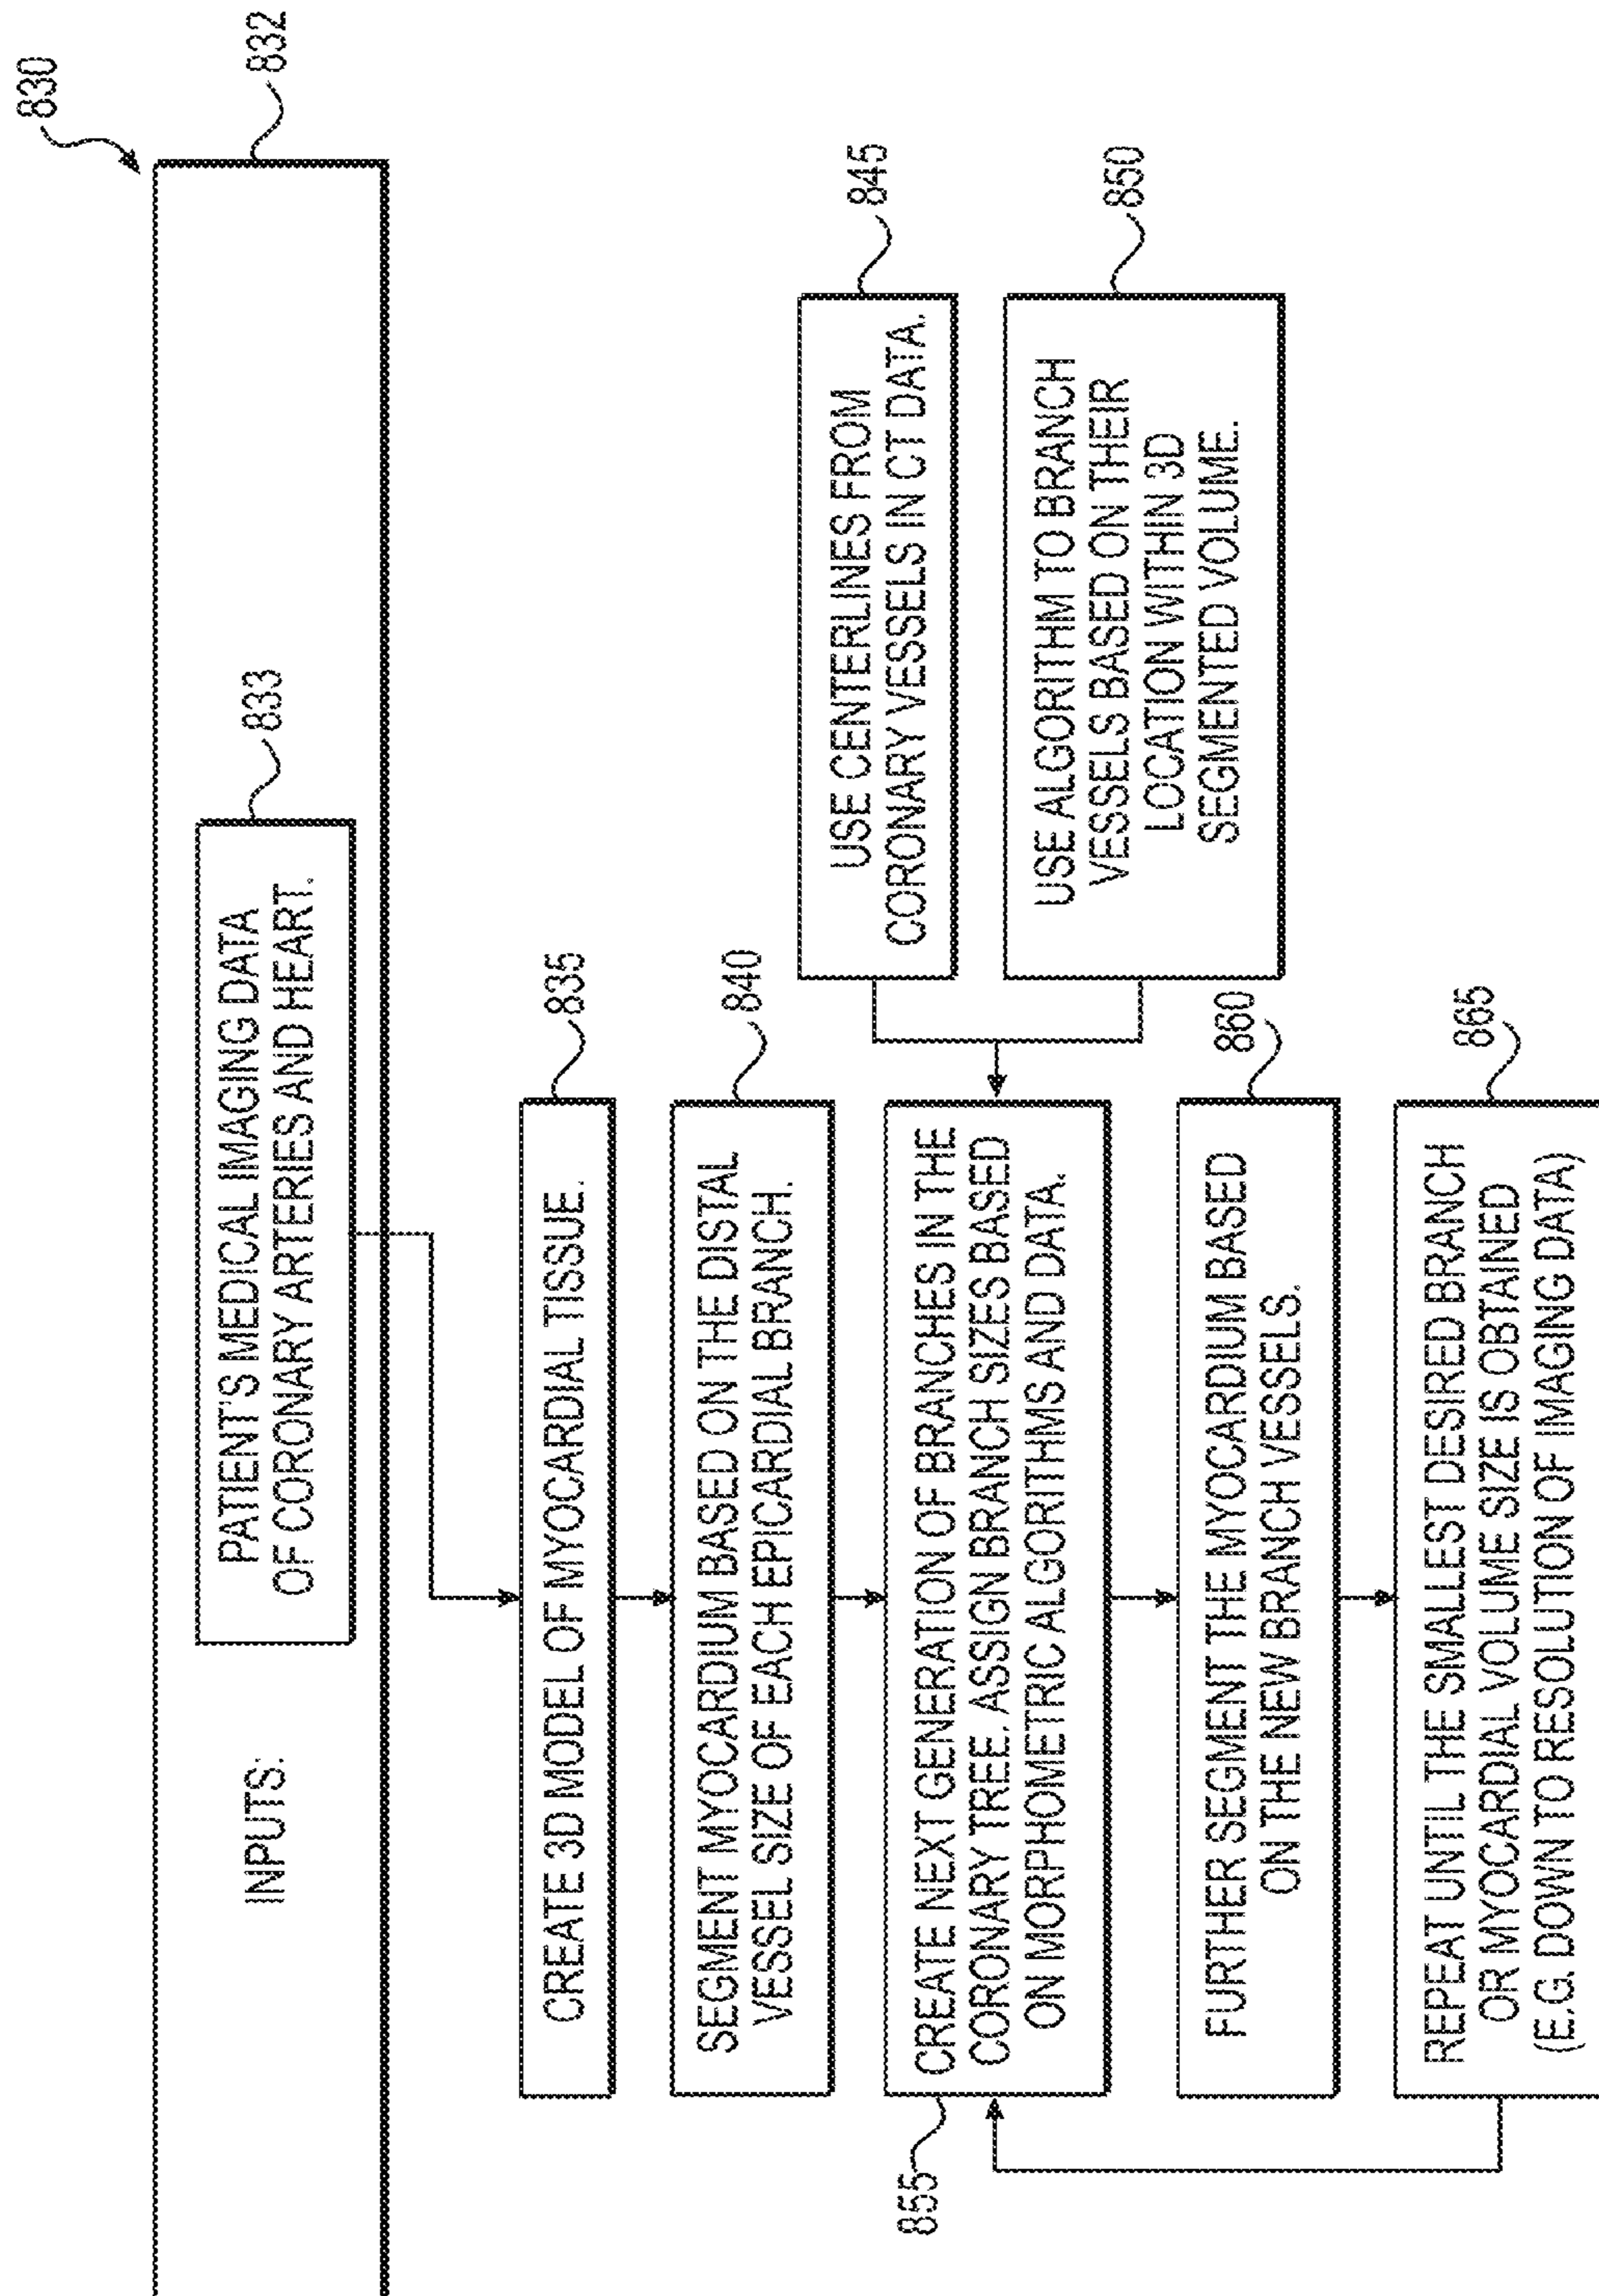 830
832
INPUTS:
833
PATIENT'S MEDICAL IMAGING DATA
OF CORONARY ARTERIES AND HEART.
835
CREATE 3D MODEL OF MYOCARDIAL TISSUE.
840
SEGMENT MYOCARDIUM BASED ON THE DISTAL
VESSEL SIZE OF EACH EPICARDIAL BRANCH.
845
USE CENTERLINES FROM
CORONARY VESSELS IN CT DATA.
850
USE ALGORITHM TO BRANCH
VESSELS BASED ON THEIR
LOCATION WITHIN 3D
SEGMENTED VOLUME.
855
CREATE NEXT GENERATION OF BRANCHES IN THE
CORONARY TREE. ASSIGN BRANCH SIZES BASED
ON MORPHOMETRIC ALGORITHMS AND DATA.
860
FURTHER SEGMENT THE MYOCARDIUM BASED
ON THE NEW BRANCH VESSELS.
865
REPEAT UNTIL THE SMALLEST DESIRED BRANCH
OR MYOCARDIAL VOLUME SIZE IS OBTAINED
(E.G. DOWN TO RESOLUTION OF IMAGING DATA)